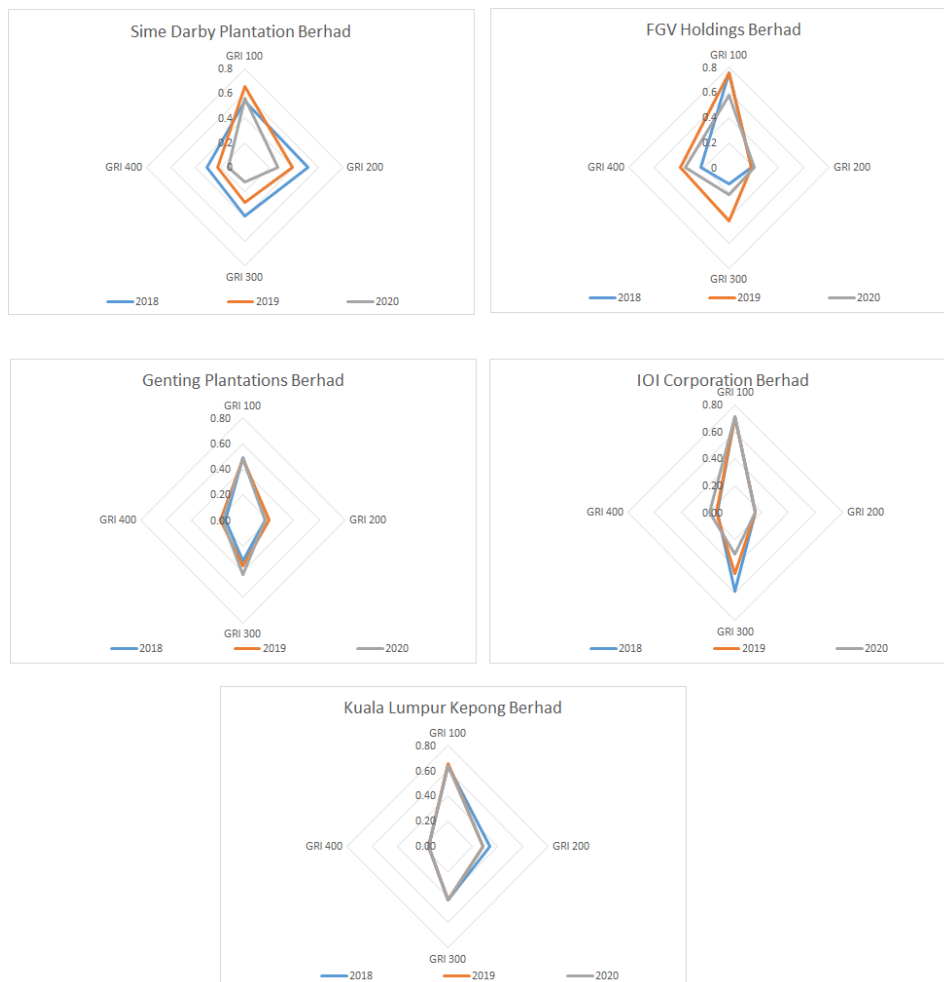 Sime Darby Plantation Berhad
GRI 100
0.8
0.6
0.4
0.2
GRI 400
0
GRI 200
GRI 300
2018 2019 2020
FGV Holdings Berhad
GRI 100
0.8
0.6
0.4
0.2
GRI 400
0
GRI 200
GRI 300
2018 2019 2020
Genting Plantations Berhad
GRI 100
0.80
0.60
0.40
0.20
GRI 400
0.00
GRI 200
GRI 300
2018 2019 2020
IOI Corporation Berhad
GRI 100
0.80
0.60
0.40
0.20
GRI 400
0.00
GRI 200
GRI 300
2018 2019 2020
Kuala Lumpur Kepong Berhad
GRI 100
0.80
0.60
0.40
0.20
GRI 400
0.00
GRI 200
GRI 300
2018 2019 2020